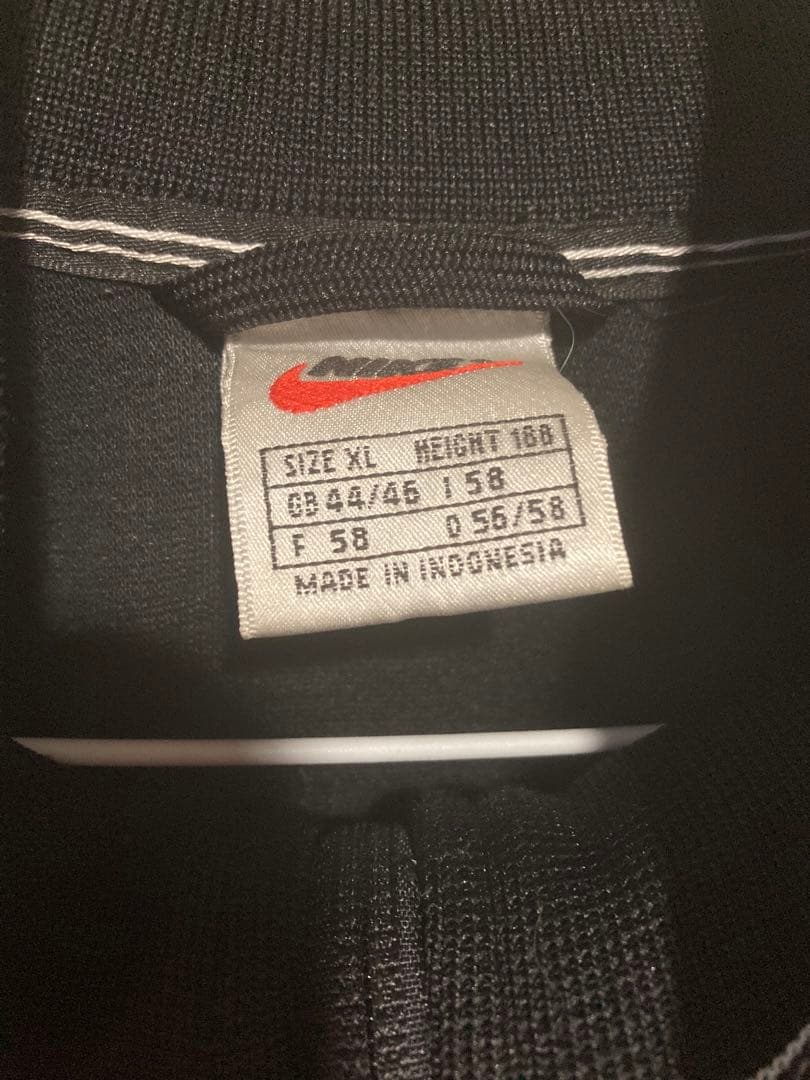 NIKE
SIZE XL HEIGHT 188
GB 44/46 I 58
F 58 D 56/58
MADE IN INDONESIA